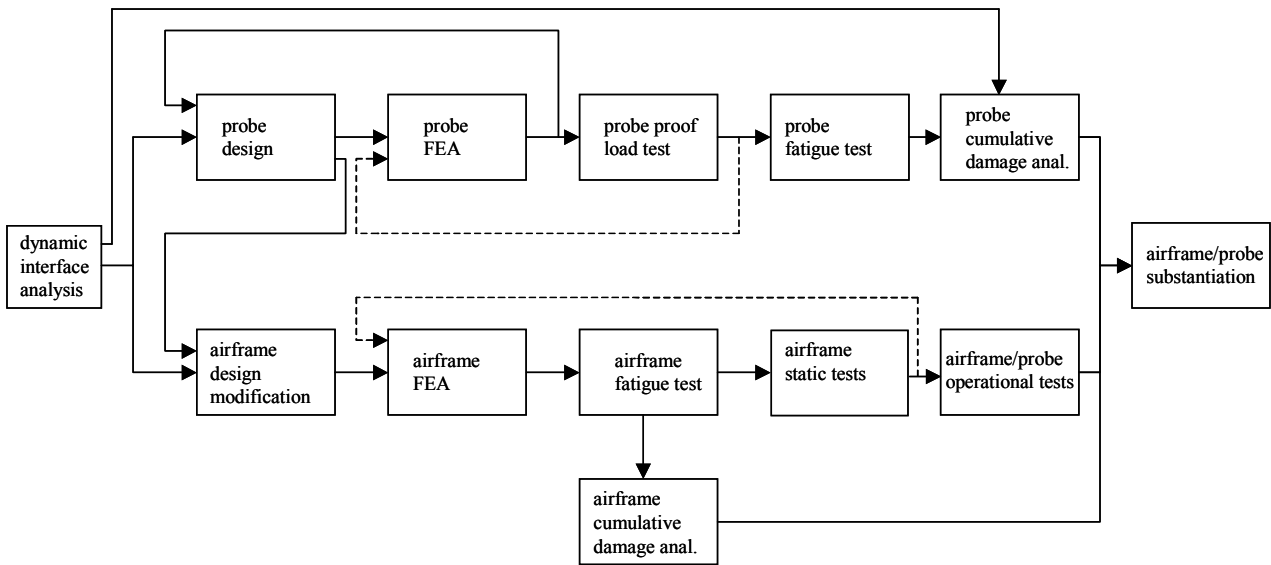 probe
design
probe
FEA
probe proof
load test
probe
fatigue test
probe
cumulative
damage anal.
dynamic
interface
analysis
airframe/probe
substantiation
airframe
design
modification
airframe
FEA
airframe
fatigue test
airframe
static tests
airframe/probe
operational tests
airframe
cumulative
damage anal.